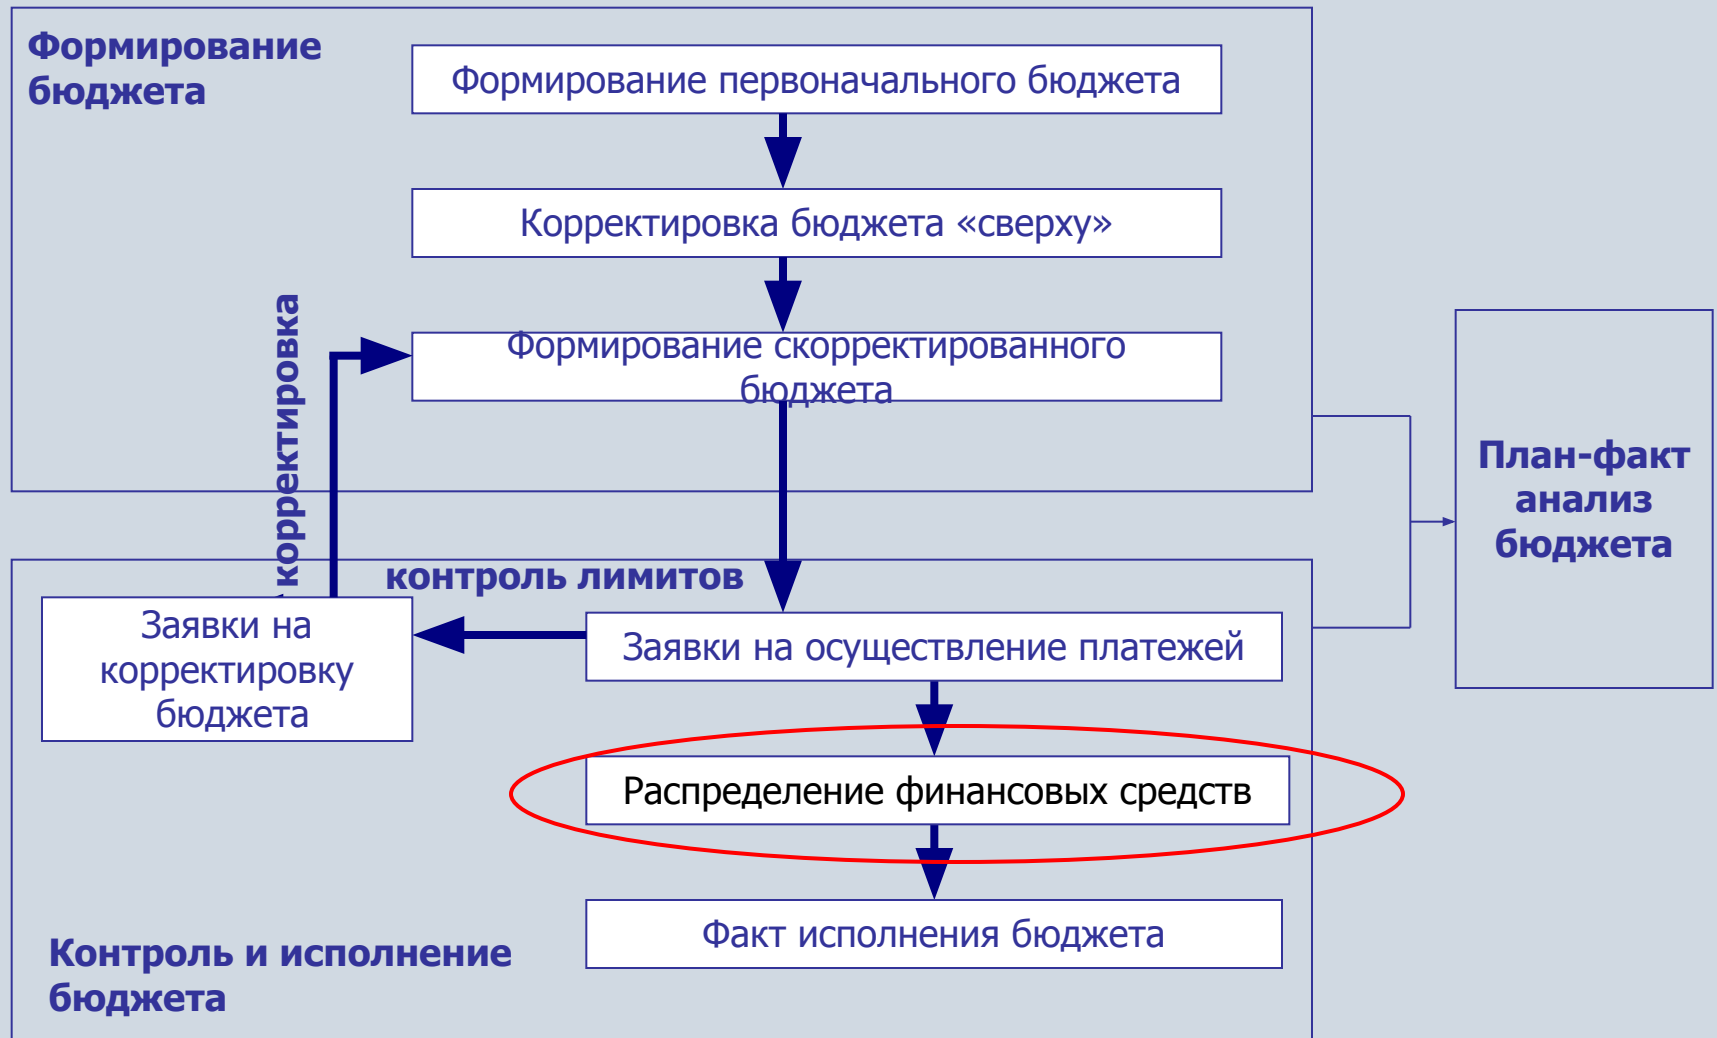 Формирование
бюджета
Формирование первоначального бюджета
Корректировка бюджета «сверху»
Формирование скорректированного
бюджета
корректировка
План-факт
анализ
бюджета
контроль лимитов
Заявки на
корректировку
бюджета
Заявки на осуществление платежей
Распределение финансовых средств
Факт исполнения бюджета
Контроль и исполнение
бюджета